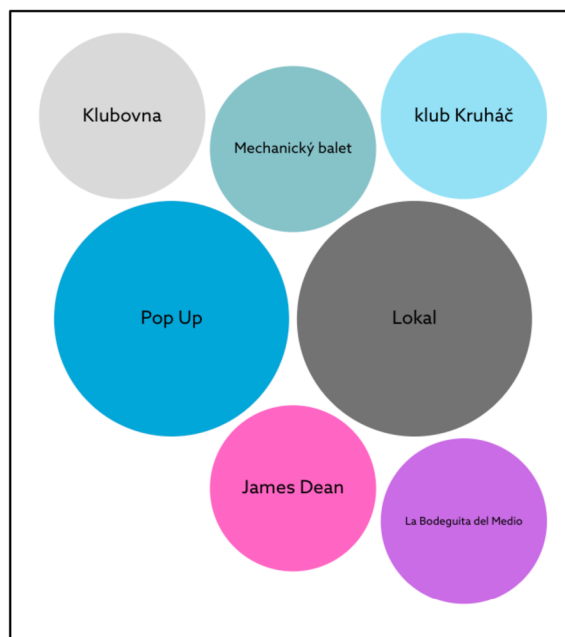 Klubovna
Mechanický balet
klub Kruháč
Pop Up
Lokal
James Dean
La Bodeguita del Medio